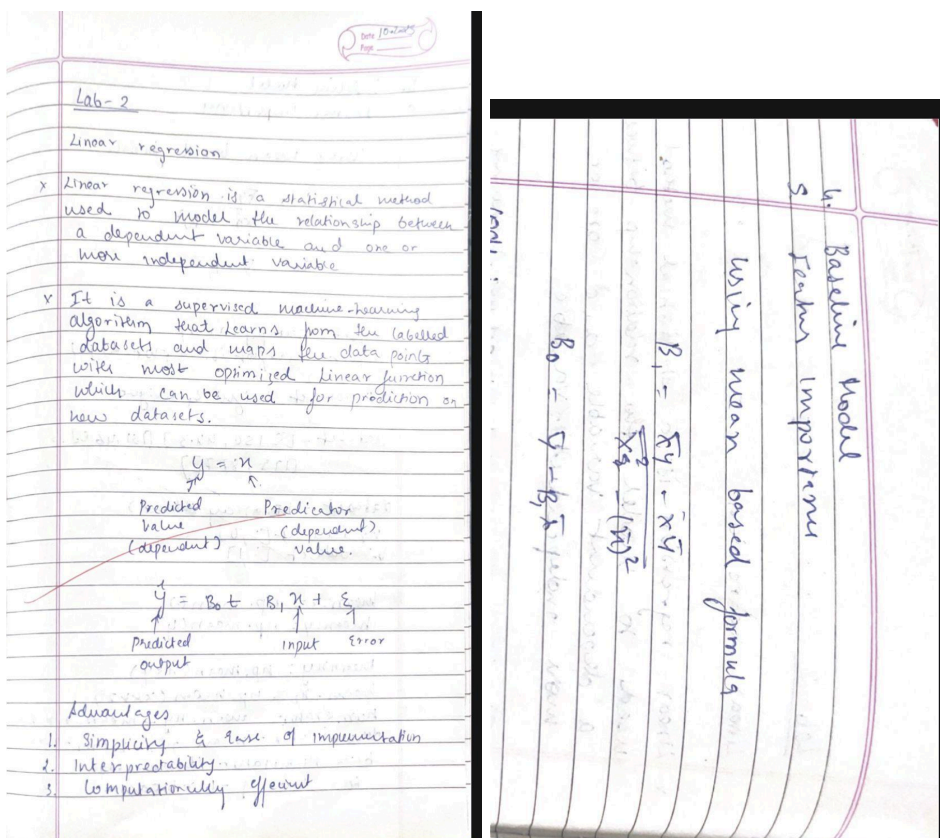 Date 10
Page
Lab-2
Linear regression
x Linear regression is a statistical method
used to model the relationship between
a dependent variable and one or
more independent variable
x It is a supervised machine-learning
algorithm that learns from the labelled
datasets and maps the data points
with most optimized Linear function
which can be used for prediction on
new datasets.
y = x
Predicted Predicator
value (dependent)
(dependent) value.
ŷ = B₀ + B₁ x + ξ
Predicted input Error
output
Advantages
1. Simplicity & Ease of implementation
2. Interpretability
3. Computationally efficient
4. Baseline Model
5 Feature Importance
using mean based formula
B₁ = x̄y - x̄ȳ
x̄² - (x̄)²
B₀ = ȳ - B₁x̄